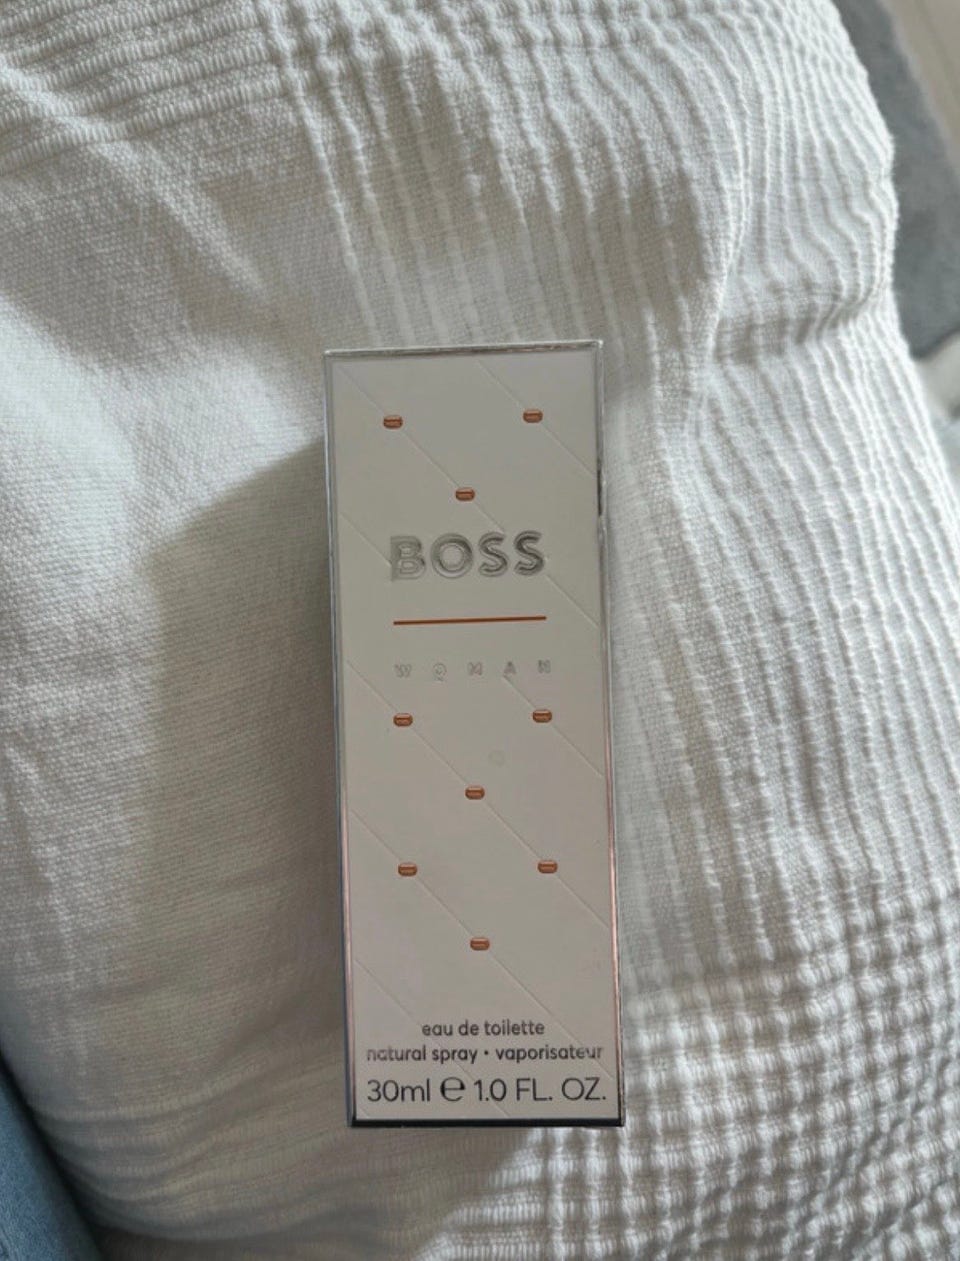 BOSS
WOMAN
eau de toilette
natural spray • vaporisateur
30ml ℮ 1.0 FL. OZ.